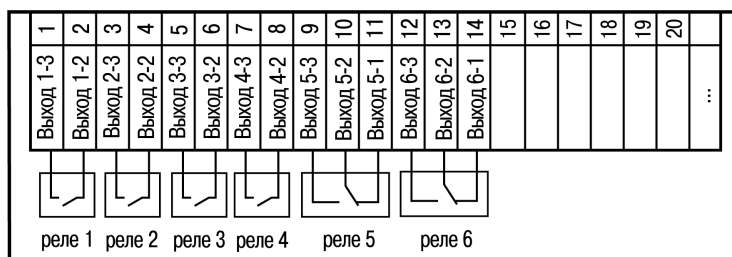 1 2 3 4 5 6 7 8 9 10 11 12 13 14 15 16 17 18 19 20
Выход 1-3
Выход 1-2
Выход 2-3
Выход 2-2
Выход 3-3
Выход 3-2
Выход 4-3
Выход 4-2
Выход 5-3
Выход 5-2
Выход 5-1
Выход 6-3
Выход 6-2
Выход 6-1
...
реле 1 реле 2 реле 3 реле 4 реле 5 реле 6